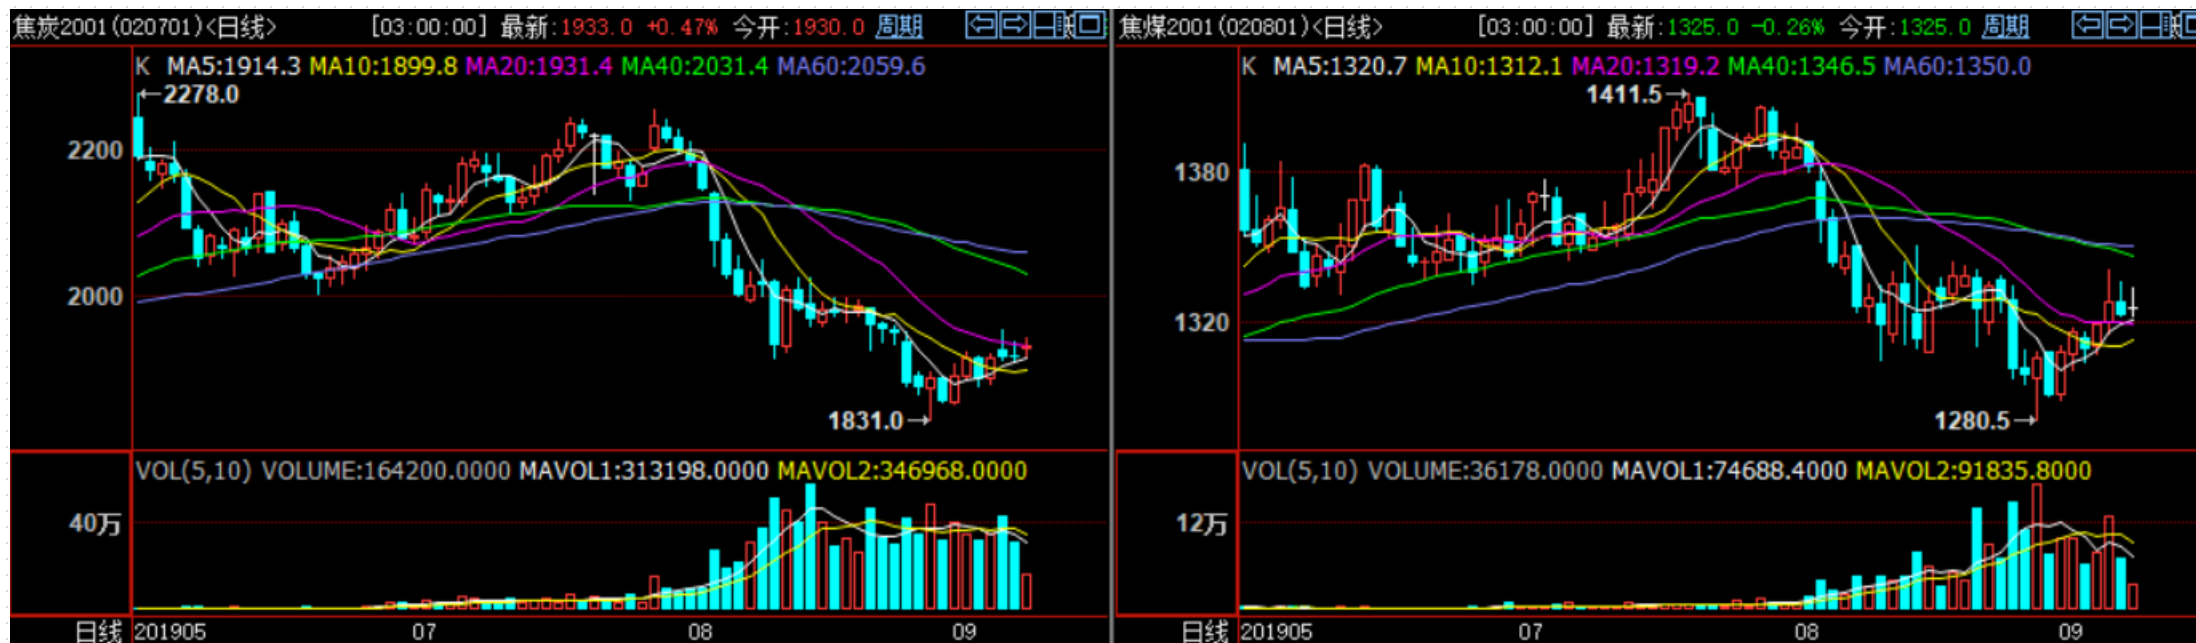 焦炭2001(020701)<日线> [03:00:00] 最新:1933.0 +0.47% 今开:1930.0 周期
K MA5:1914.3 MA10:1899.8 MA20:1931.4 MA40:2031.4 MA60:2059.6
←2278.0
2200
2000
1831.0→
VOL(5,10) VOLUME:164200.0000 MAVOL1:313198.0000 MAVOL2:346968.0000
40万
日线 201905 07 08 09
焦煤2001(020801)<日线> [03:00:00] 最新:1325.0 -0.26% 今开:1325.0 周期
K MA5:1320.7 MA10:1312.1 MA20:1319.2 MA40:1346.5 MA60:1350.0
1411.5→
1380
1320
1280.5→
VOL(5,10) VOLUME:36178.0000 MAVOL1:74688.4000 MAVOL2:91835.8000
12万
日线 201905 07 08 09